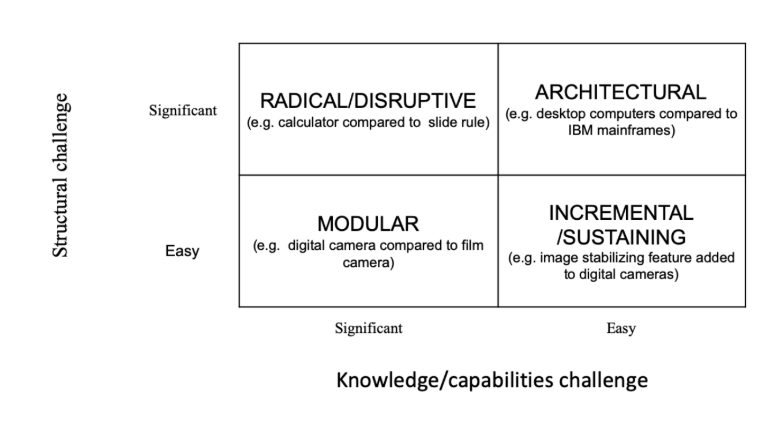 Structural challenge
Significant
RADICAL/DISRUPTIVE
(e.g. calculator compared to slide rule)
ARCHITECTURAL
(e.g. desktop computers compared to
IBM mainframes)
Easy
MODULAR
(e.g. digital camera compared to film
camera)
INCREMENTAL
/SUSTAINING
(e.g. image stabilizing feature added
to digital cameras)
Significant
Easy
Knowledge/capabilities challenge